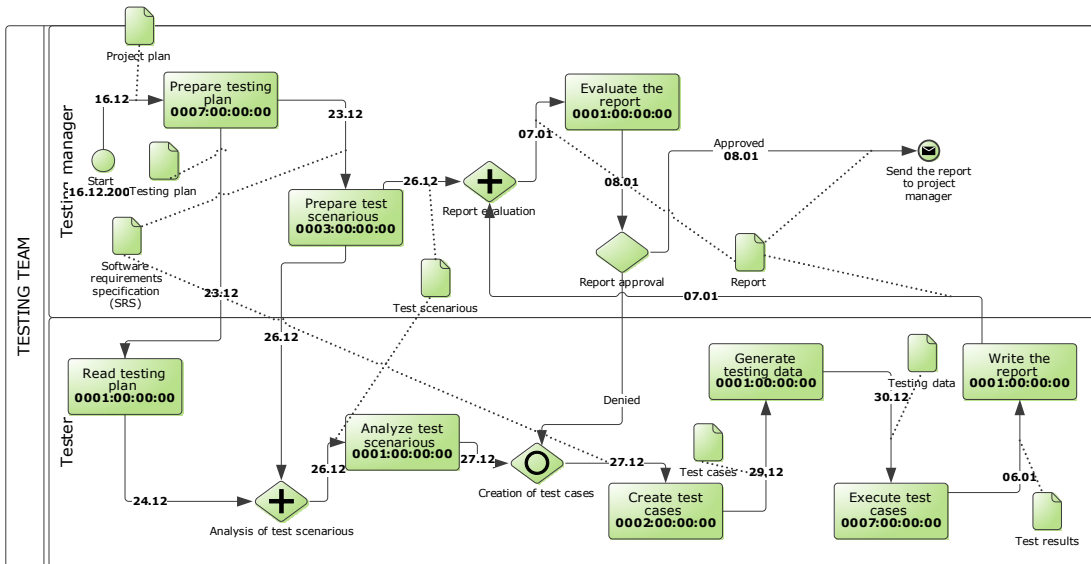 TESTING TEAM
Testing manager
Project plan
16.12
Prepare testing
plan
0007:00:00:00
23.12
Start
16.12.200
Testing plan
Software
requirements
specification
(SRS)
23.12
Prepare test
scenarious
0003:00:00:00
26.12
Report evaluation
07.01
Evaluate the
report
0001:00:00:00
08.01
Report approval
Approved
08.01
Send the report
to project
manager
Report
Test scenarious
07.01
26.12
Denied
Tester
Read testing
plan
0001:00:00:00
24.12
Analysis of test scenarious
26.12
Analyze test
scenarious
0001:00:00:00
27.12
Creation of test cases
27.12
Create test
cases
0002:00:00:00
Test cases
29.12
Generate
testing data
0001:00:00:00
30.12
Testing data
Execute test
cases
0007:00:00:00
06.01
Test results
Write the
report
0001:00:00:00